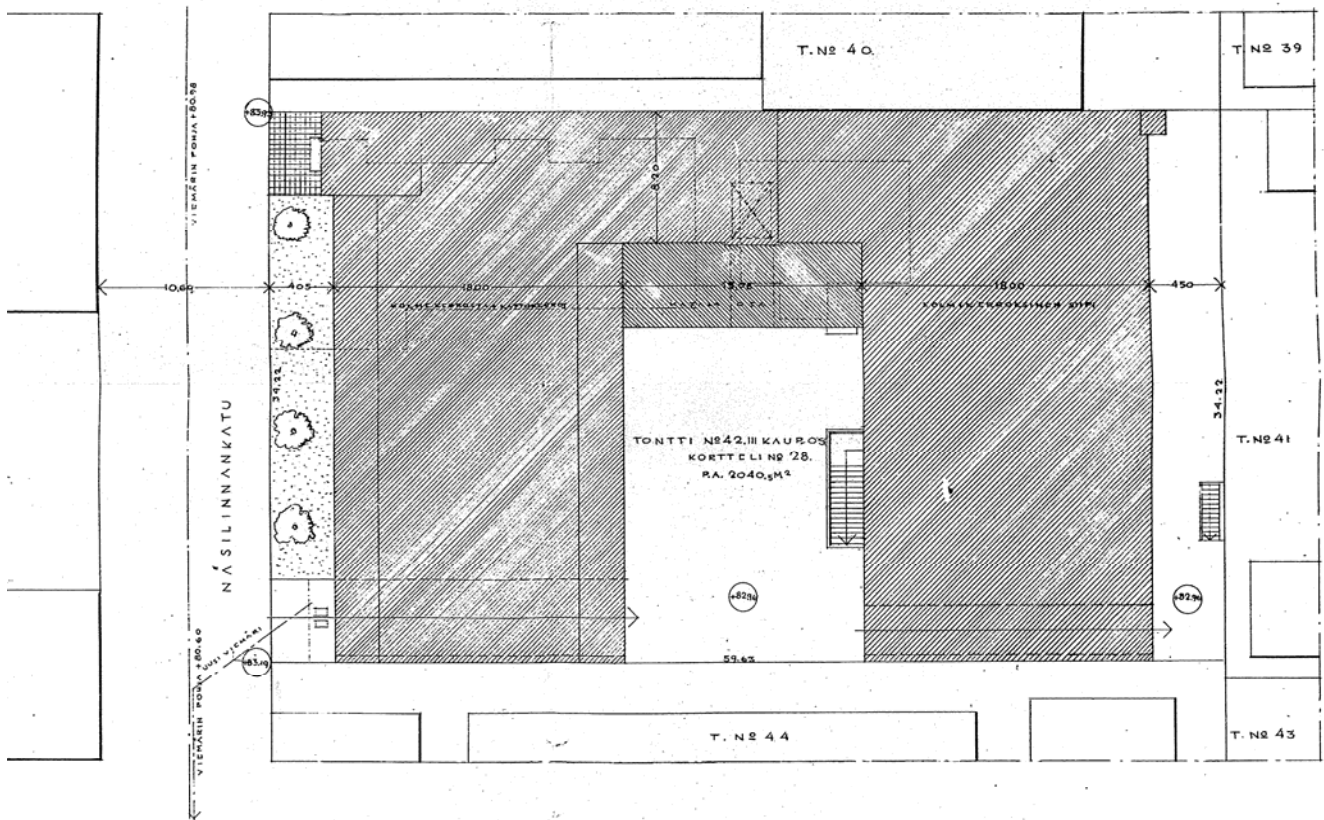 T. Nº 40.
T. Nº 39
+83.93
VIEMÄRIN POHJA +80.98
8.20
10.68
4.05
18.00
15.08
18.00
4.50
KOLMIKERROKSINEN SIIPI
34.22
34.22
NÄSILINNANKATU
TONTTI Nº 42. III KAUP.OS
KORTTELI Nº 28.
P.A. 2040,5 M²
T. Nº 41
+82.94
+82.94
UUSI VIEMÄRI
+83.19
VIEMÄRIN POHJA +80.60
59.63
T. Nº 44
T. Nº 43